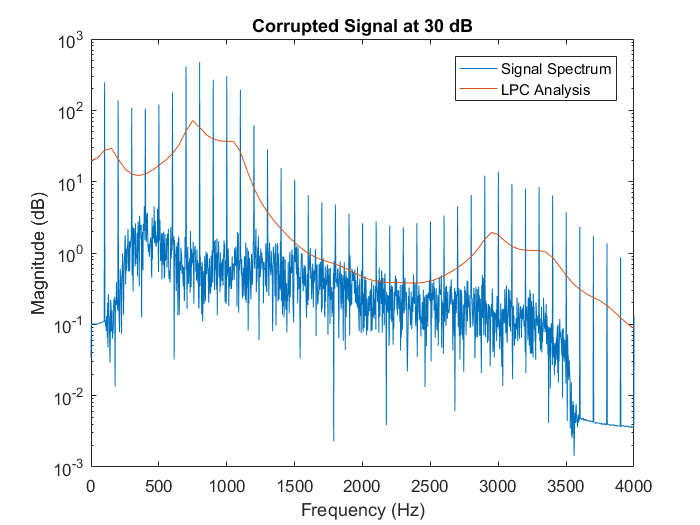 Corrupted Signal at 30 dB
Signal Spectrum
LPC Analysis
Magnitude (dB)
10^3
10^2
10^1
10^0
10^-1
10^-2
10^-3
0 500 1000 1500 2000 2500 3000 3500 4000
Frequency (Hz)